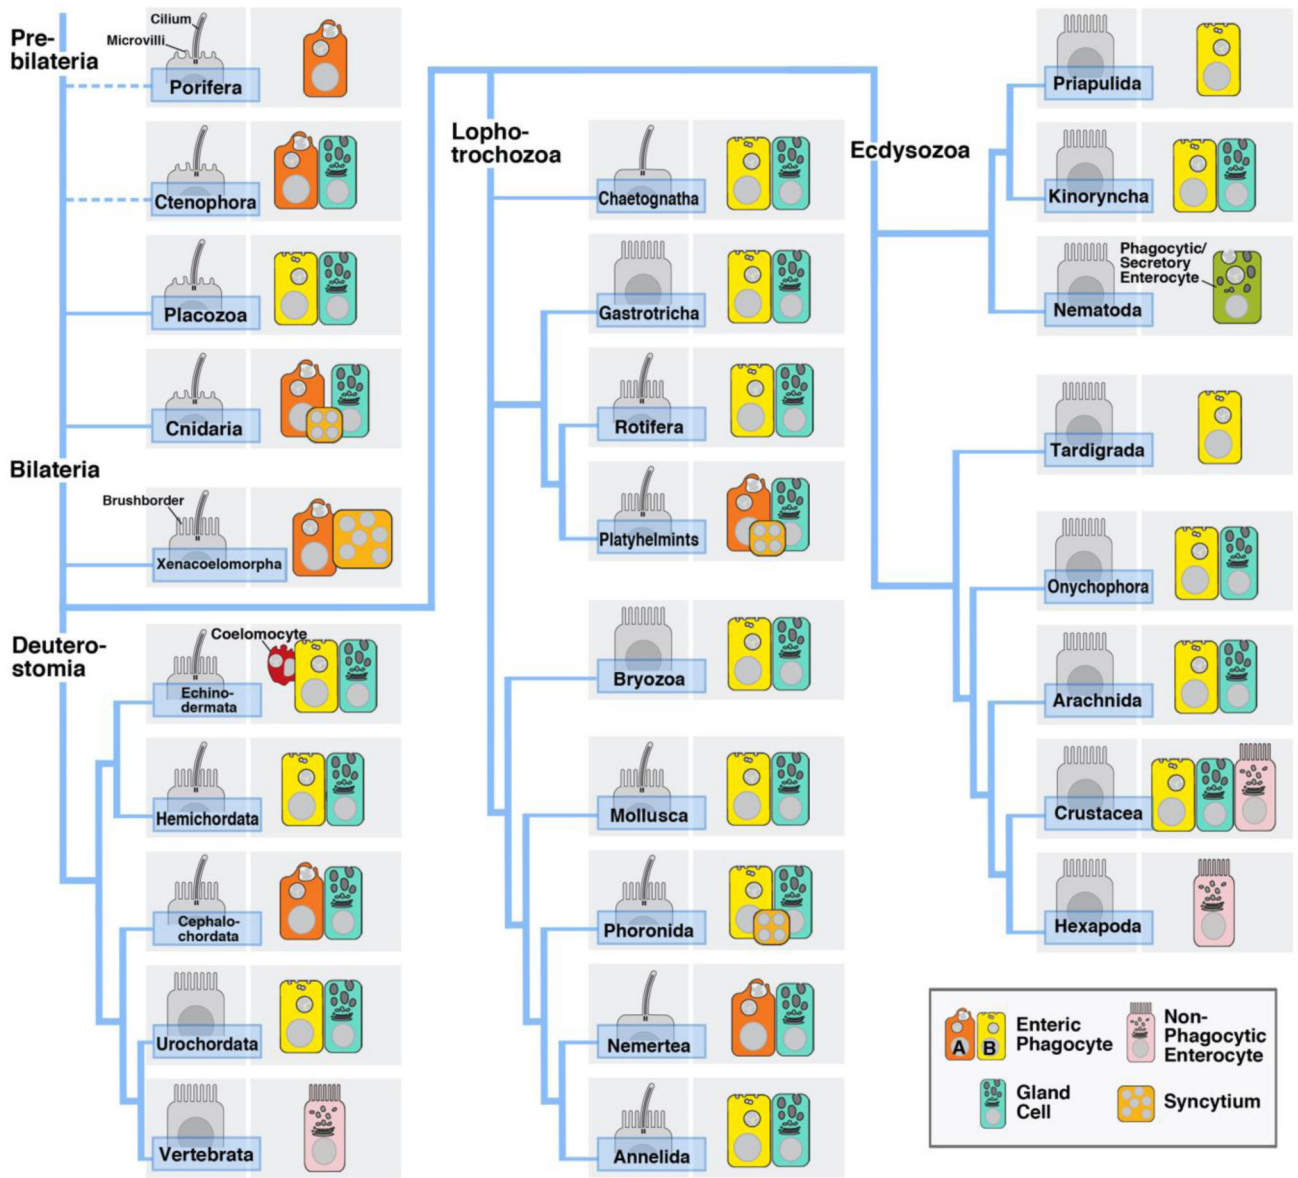 Pre-
bilateria
Cilium
Microvilli
Porifera
Ctenophora
Placozoa
Cnidaria
Bilateria
Brushborder
Xenacoelomorpha
Deutero-
stomia
Coelomocyte
Echino-
dermata
Hemichordata
Cephalo-
chordata
Urochordata
Vertebrata
Lopho-
trochozoa
Chaetognatha
Gastrotricha
Rotifera
Platyhelmints
Bryozoa
Mollusca
Phoronida
Nemertea
Annelida
Ecdysozoa
Priapulida
Kinoryncha
Phagocytic/
Secretory
Enterocyte
Nematoda
Tardigrada
Onychophora
Arachnida
Crustacea
Hexapoda
A B
Enteric
Phagocyte
Non-
Phagocytic
Enterocyte
Gland
Cell
Syncytium